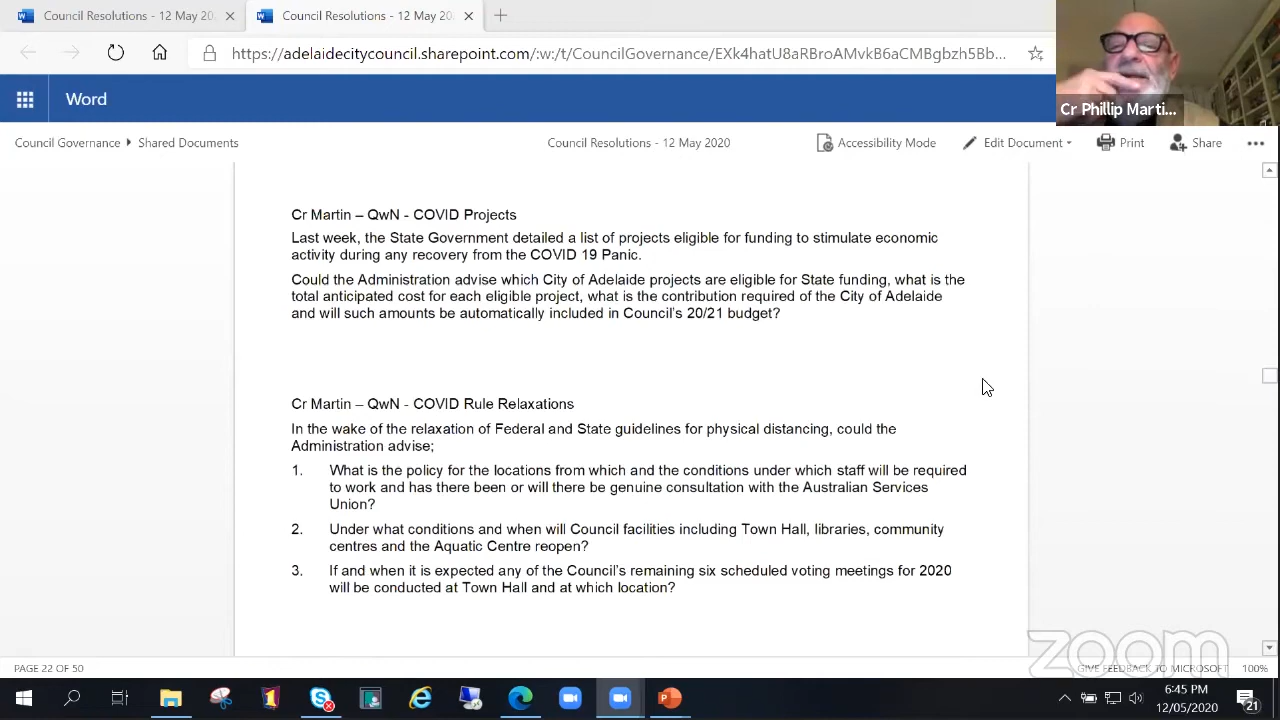 Council Resolutions - 12 May 202
Council Resolutions - 12 May 202
https://adelaidecitycouncil.sharepoint.com/:w:/t/CouncilGovernance/EXk4hatU8aRBroAMvkB6aCMBgbzh5Bb...
Cr Phillip Marti...
Word
Council Governance
Shared Documents
Council Resolutions - 12 May 2020
Accessibility Mode
Edit Document
Print
Share
Cr Martin – QwN - COVID Projects
Last week, the State Government detailed a list of projects eligible for funding to stimulate economic
activity during any recovery from the COVID 19 Panic.
Could the Administration advise which City of Adelaide projects are eligible for State funding, what is the
total anticipated cost for each eligible project, what is the contribution required of the City of Adelaide
and will such amounts be automatically included in Council's 20/21 budget?
Cr Martin – QwN - COVID Rule Relaxations
In the wake of the relaxation of Federal and State guidelines for physical distancing, could the
Administration advise;
1. What is the policy for the locations from which and the conditions under which staff will be required
to work and has there been or will there be genuine consultation with the Australian Services
Union?
2. Under what conditions and when will Council facilities including Town Hall, libraries, community
centres and the Aquatic Centre reopen?
3. If and when it is expected any of the Council's remaining six scheduled voting meetings for 2020
will be conducted at Town Hall and at which location?
zoom
PAGE 22 OF 50
GIVE FEEDBACK TO MICROSOFT
100%
6:45 PM
12/05/2020
21